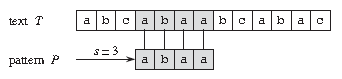 text T a b c a b a a b c a b a c
s = 3
pattern P a b a a